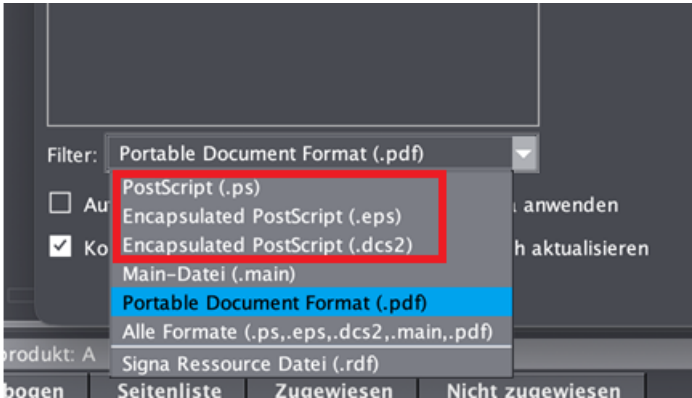 Filter: Portable Document Format (.pdf)
PostScript (.ps)
anwenden
Encapsulated PostScript (.eps)
Encapsulated PostScript (.dcs2)
aktualisieren
Main-Datei (.main)
Portable Document Format (.pdf)
Alle Formate (.ps,.eps,.dcs2,.main,.pdf)
Signa Ressource Datei (.rdf)
produkt: A
bogen Seitenliste Zugewiesen Nicht zugewiesen